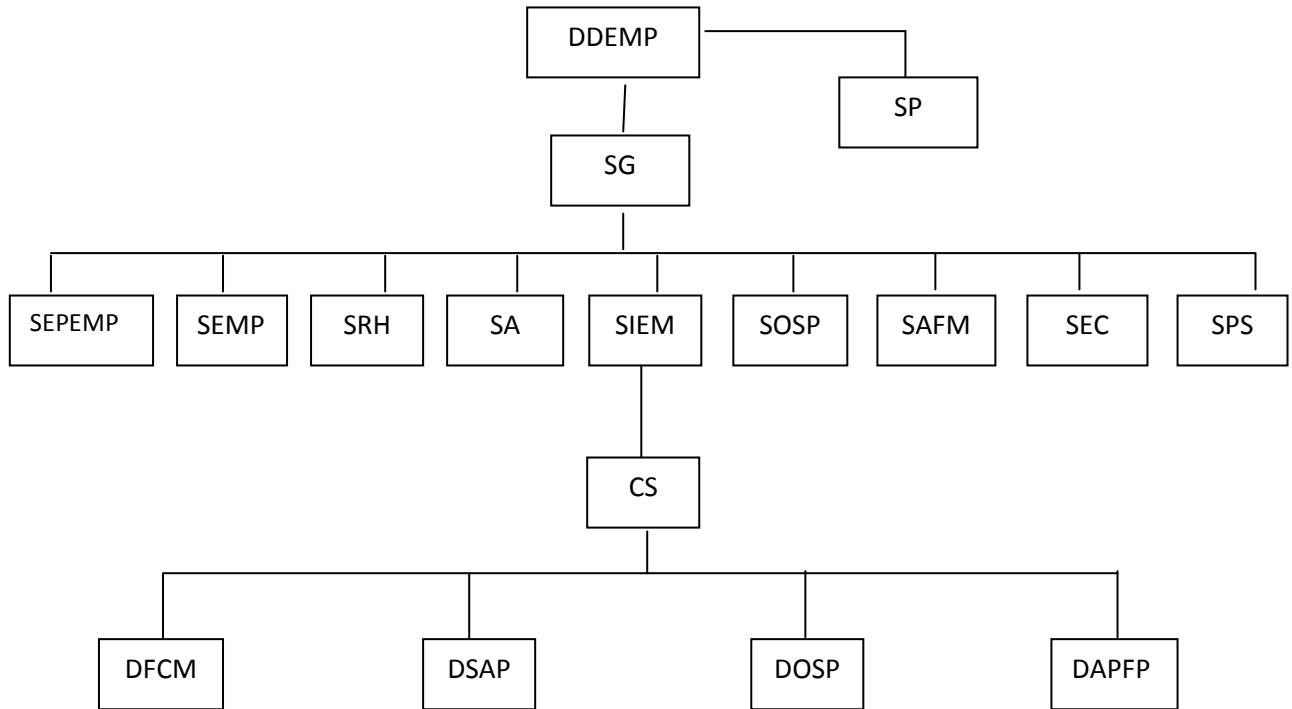 DDEMP
SP
SG
SEPEMP
SEMP
SRH
SA
SIEM
SOSP
SAFM
SEC
SPS
CS
DFCM
DSAP
DOSP
DAPFP